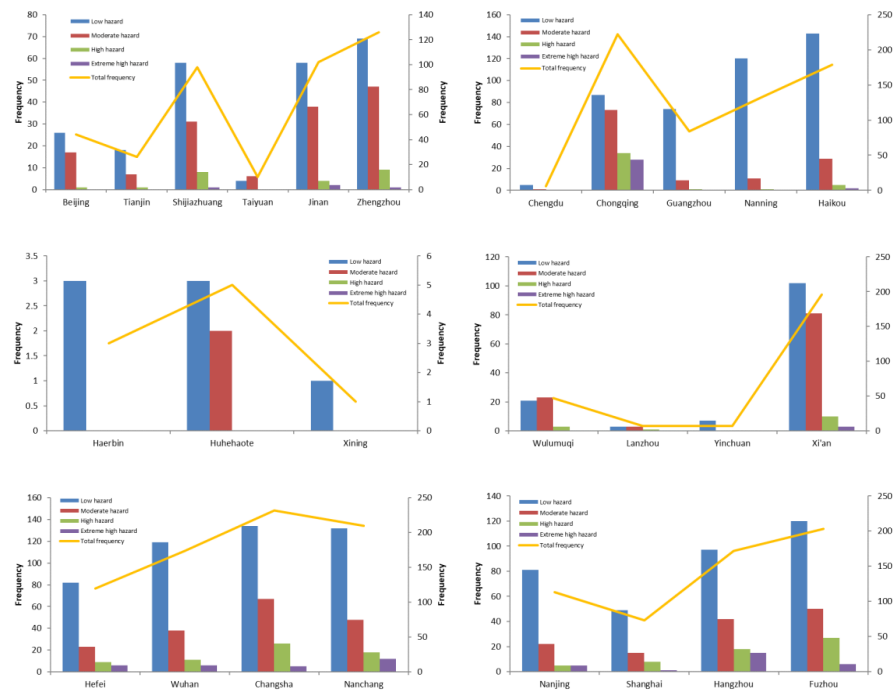 80
70
60
50
40
30
20
10
0
Frequency
Low hazard
Moderate hazard
High hazard
Extreme high hazard
Total frequency
140
120
100
80
60
40
20
0
Frequency
Beijing Tianjin Shijiazhuang Taiyuan Jinan Zhengzhou
160
140
120
100
80
60
40
20
0
Frequency
Low hazard
Moderate hazard
High hazard
Extreme high hazard
Total frequency
250
200
150
100
50
0
Frequency
Chengdu Chongqing Guangzhou Nanning Haikou
3.5
3
2.5
2
1.5
1
0.5
0
Frequency
Low hazard
Moderate hazard
High hazard
Extreme high hazard
Total frequency
6
5
4
3
2
1
0
Frequency
Haerbin Huhehaote Xining
120
100
80
60
40
20
0
Frequency
Low hazard
Moderate hazard
High hazard
Extreme high hazard
Total frequency
250
200
150
100
50
0
Frequency
Wulumuqi Lanzhou Yinchuan Xi'an
160
140
120
100
80
60
40
20
0
Frequency
Low hazard
Moderate hazard
High hazard
Extreme high hazard
Total frequency
250
200
150
100
50
0
Frequency
Hefei Wuhan Changsha Nanchang
140
120
100
80
60
40
20
0
Frequency
Low hazard
Moderate hazard
High hazard
Extreme high hazard
Total frequency
250
200
150
100
50
0
Frequency
Nanjing Shanghai Hangzhou Fuzhou